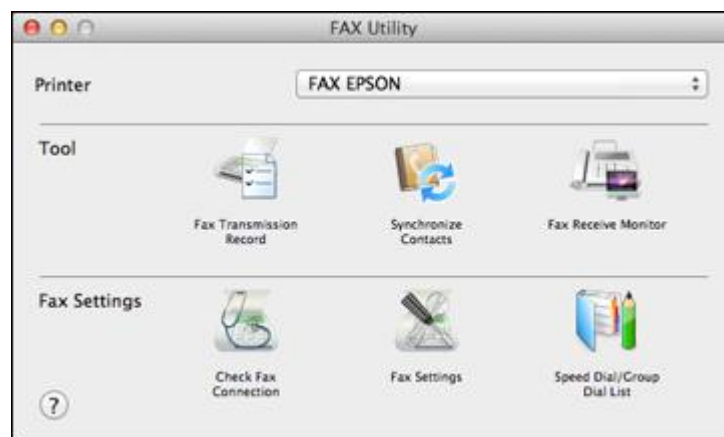 FAX Utility
Printer
FAX EPSON
Tool
Fax Transmission
Record
Synchronize
Contacts
Fax Receive Monitor
Fax Settings
Check Fax
Connection
Fax Settings
Speed Dial/Group
Dial List
?